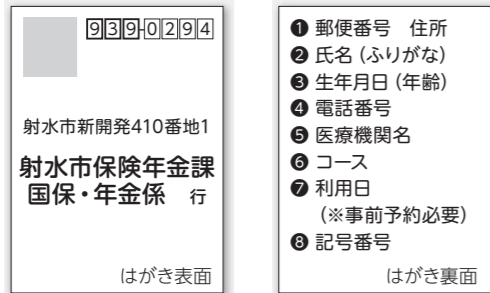 939-0294
射水市新開発410番地1
射水市保険年金課
国保・年金係 行
はがき表面
❶ 郵便番号 住所
❷ 氏名（ふりがな）
❸ 生年月日（年齢）
❹ 電話番号
❺ 医療機関名
❻ コース
❼ 利用日
（※事前予約必要）
❽ 記号番号
はがき裏面